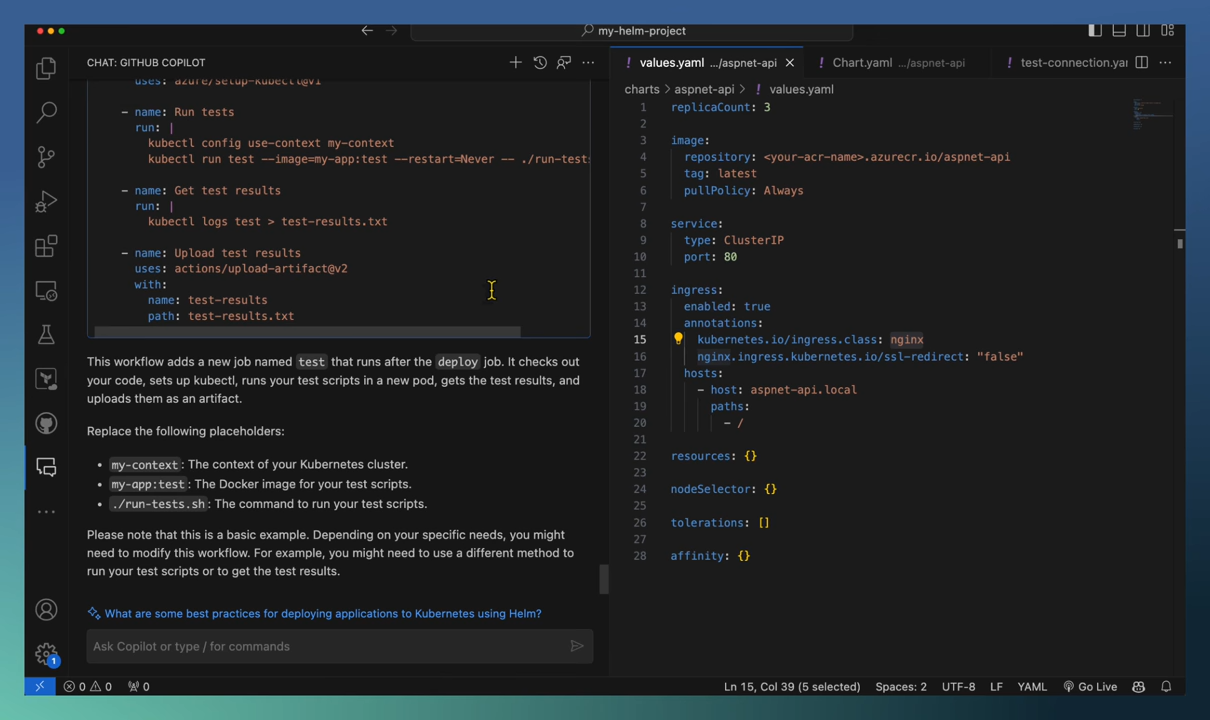 my-helm-project
CHAT: GITHUB COPILOT
uses: azure/setup-kubectl@v1
- name: Run tests
run: |
kubectl config use-context my-context
kubectl run test --image=my-app:test --restart=Never -- ./run-tests
- name: Get test results
run: |
kubectl logs test > test-results.txt
- name: Upload test results
uses: actions/upload-artifact@v2
with:
name: test-results
path: test-results.txt
This workflow adds a new job named test that runs after the deploy job. It checks out
your code, sets up kubectl, runs your test scripts in a new pod, gets the test results, and
uploads them as an artifact.
Replace the following placeholders:
• my-context: The context of your Kubernetes cluster.
• my-app:test: The Docker image for your test scripts.
• ./run-tests.sh: The command to run your test scripts.
Please note that this is a basic example. Depending on your specific needs, you might
need to modify this workflow. For example, you might need to use a different method to
run your test scripts or to get the test results.
What are some best practices for deploying applications to Kubernetes using Helm?
Ask Copilot or type / for commands
! values.yaml .../aspnet-api
! Chart.yaml .../aspnet-api
! test-connection.yar
charts > aspnet-api > ! values.yaml
1 replicaCount: 3
2
3 image:
4 repository: <your-acr-name>.azurecr.io/aspnet-api
5 tag: latest
6 pullPolicy: Always
7
8 service:
9 type: ClusterIP
10 port: 80
11
12 ingress:
13 enabled: true
14 annotations:
15 kubernetes.io/ingress.class: nginx
16 nginx.ingress.kubernetes.io/ssl-redirect: "false"
17 hosts:
18 - host: aspnet-api.local
19 paths:
20 - /
21
22 resources: {}
23
24 nodeSelector: {}
25
26 tolerations: []
27
28 affinity: {}
1
0 0 0
Ln 15, Col 39 (5 selected) Spaces: 2 UTF-8 LF YAML Go Live